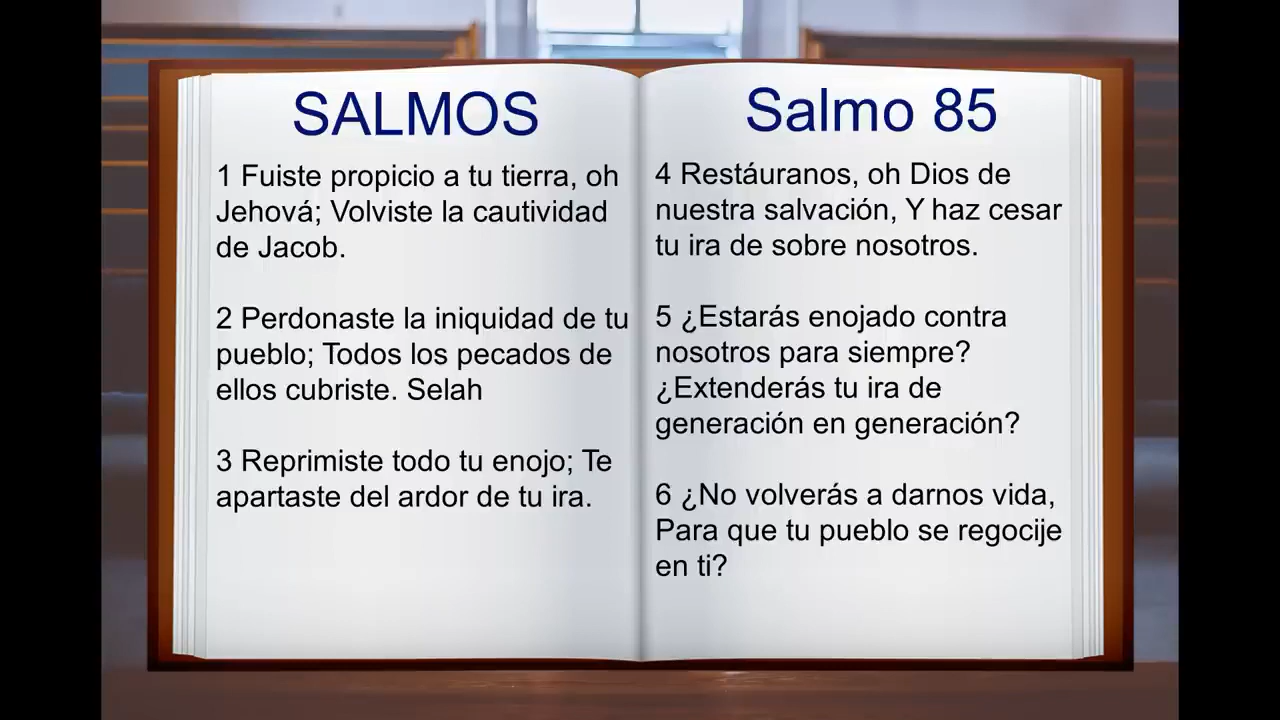 SALMOS
1 Fuiste propicio a tu tierra, oh
Jehová; Volviste la cautividad
de Jacob.
2 Perdonaste la iniquidad de tu
pueblo; Todos los pecados de
ellos cubriste. Selah
3 Reprimiste todo tu enojo; Te
apartaste del ardor de tu ira.
Salmo 85
4 Restáuranos, oh Dios de
nuestra salvación, Y haz cesar
tu ira de sobre nosotros.
5 ¿Estarás enojado contra
nosotros para siempre?
¿Extenderás tu ira de
generación en generación?
6 ¿No volverás a darnos vida,
Para que tu pueblo se regocije
en ti?